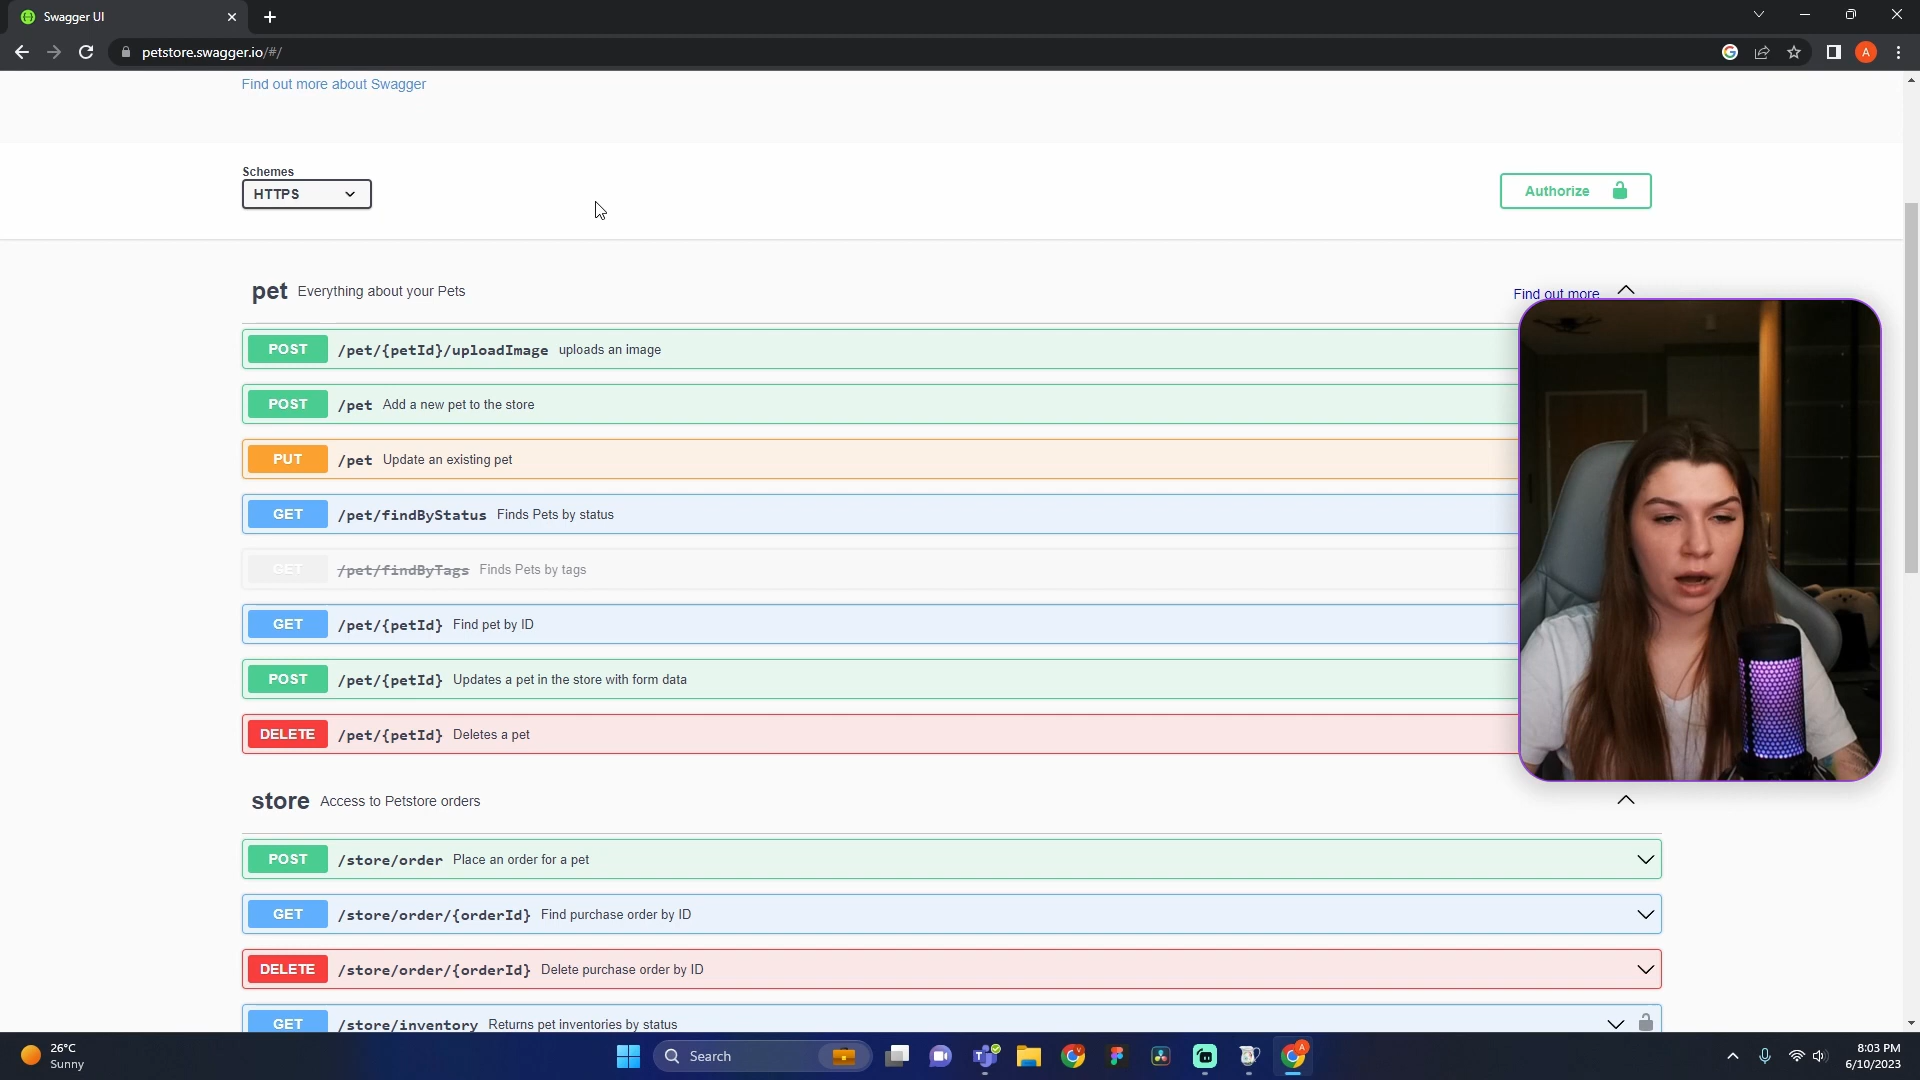 Swagger UI
petstore.swagger.io/#/
A
Find out more about Swagger
Schemes
HTTPS
Authorize
pet Everything about your Pets
Find out more
POST /pet/{petId}/uploadImage uploads an image
POST /pet Add a new pet to the store
PUT /pet Update an existing pet
GET /pet/findByStatus Finds Pets by status
GET /pet/findByTags Finds Pets by tags
GET /pet/{petId} Find pet by ID
POST /pet/{petId} Updates a pet in the store with form data
DELETE /pet/{petId} Deletes a pet
store Access to Petstore orders
POST /store/order Place an order for a pet
GET /store/order/{orderId} Find purchase order by ID
DELETE /store/order/{orderId} Delete purchase order by ID
GET /store/inventory Returns pet inventories by status
26°C
Sunny
Search
8:03 PM
6/10/2023